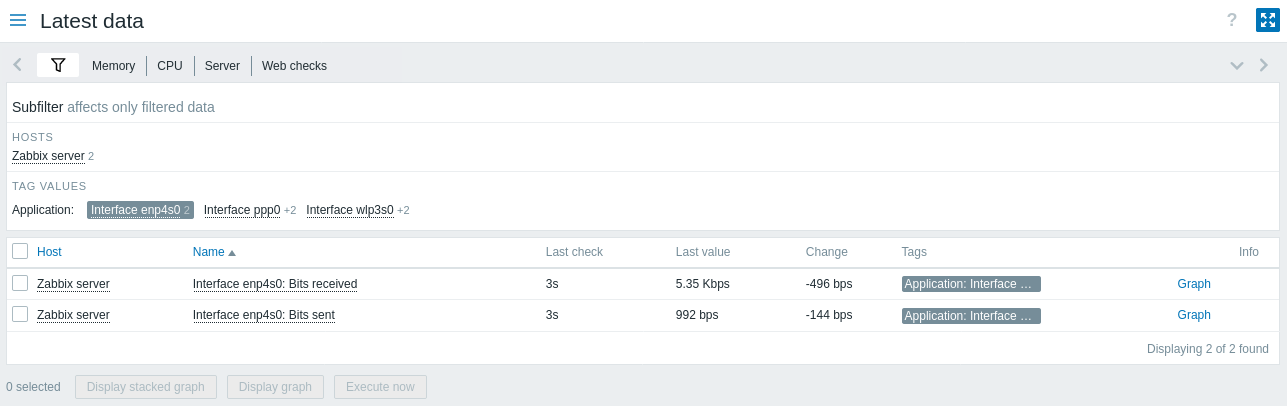 Latest data ?
Memory CPU Server Web checks
Subfilter affects only filtered data
HOSTS
Zabbix server 2
TAG VALUES
Application: Interface enp4s0 2 Interface ppp0 +2 Interface wlp3s0 +2
Host Name Last check Last value Change Tags Info
Zabbix server Interface enp4s0: Bits received 3s 5.35 Kbps -496 bps Application: Interface ... Graph
Zabbix server Interface enp4s0: Bits sent 3s 992 bps -144 bps Application: Interface ... Graph
Displaying 2 of 2 found
0 selected Display stacked graph Display graph Execute now